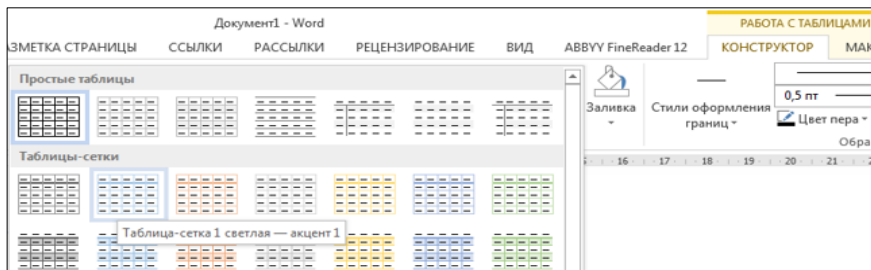 Документ1 - Word
РАБОТА С ТАБЛИЦАМИ
АЗМЕТКА СТРАНИЦЫ ССЫЛКИ РАССЫЛКИ РЕЦЕНЗИРОВАНИЕ ВИД ABBYY FineReader 12 КОНСТРУКТОР МАК
Простые таблицы
Заливка
Стили оформления
границ
0,5 пт
Цвет пера
Обра
Таблицы-сетки
16 17 18 19 20 21
Таблица-сетка 1 светлая — акцент 1